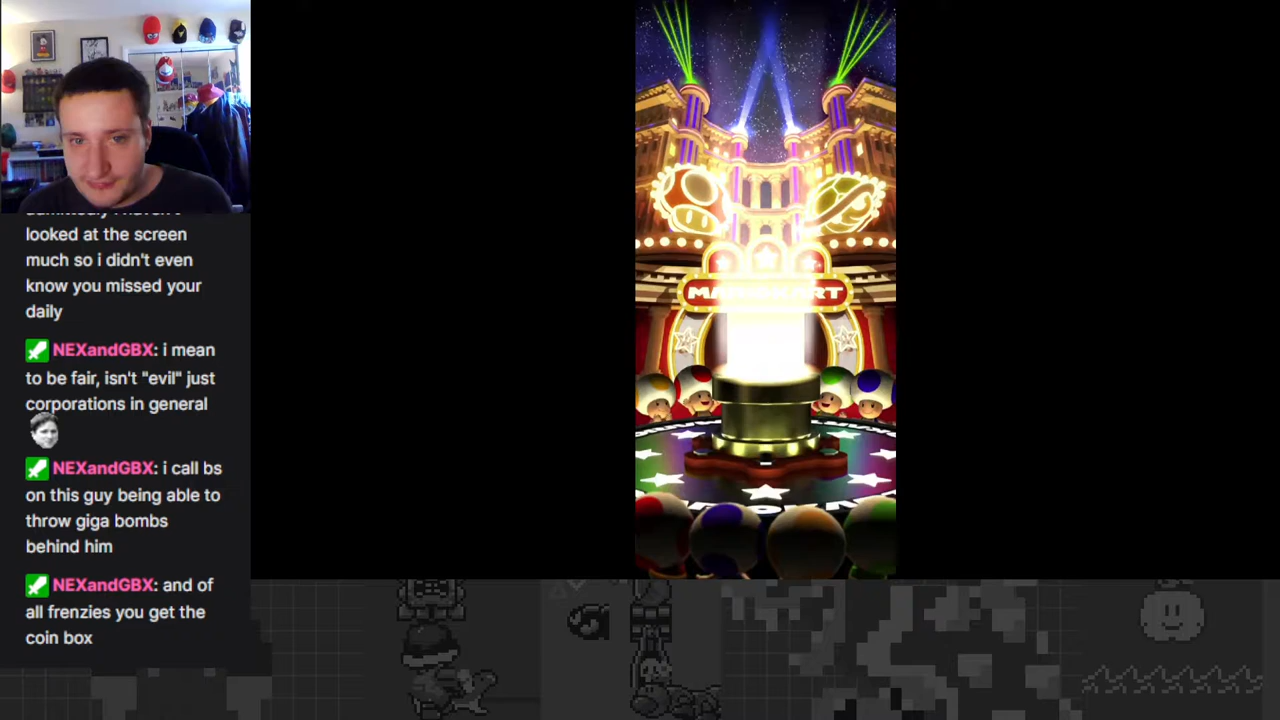 looked at the screen
much so i didn't even
know you missed your
daily
NEXandGBX: i mean
to be fair, isn't "evil" just
corporations in general
NEXandGBX: i call bs
on this guy being able to
throw giga bombs
behind him
NEXandGBX: and of
all frenzies you get the
coin box
MARIO KART